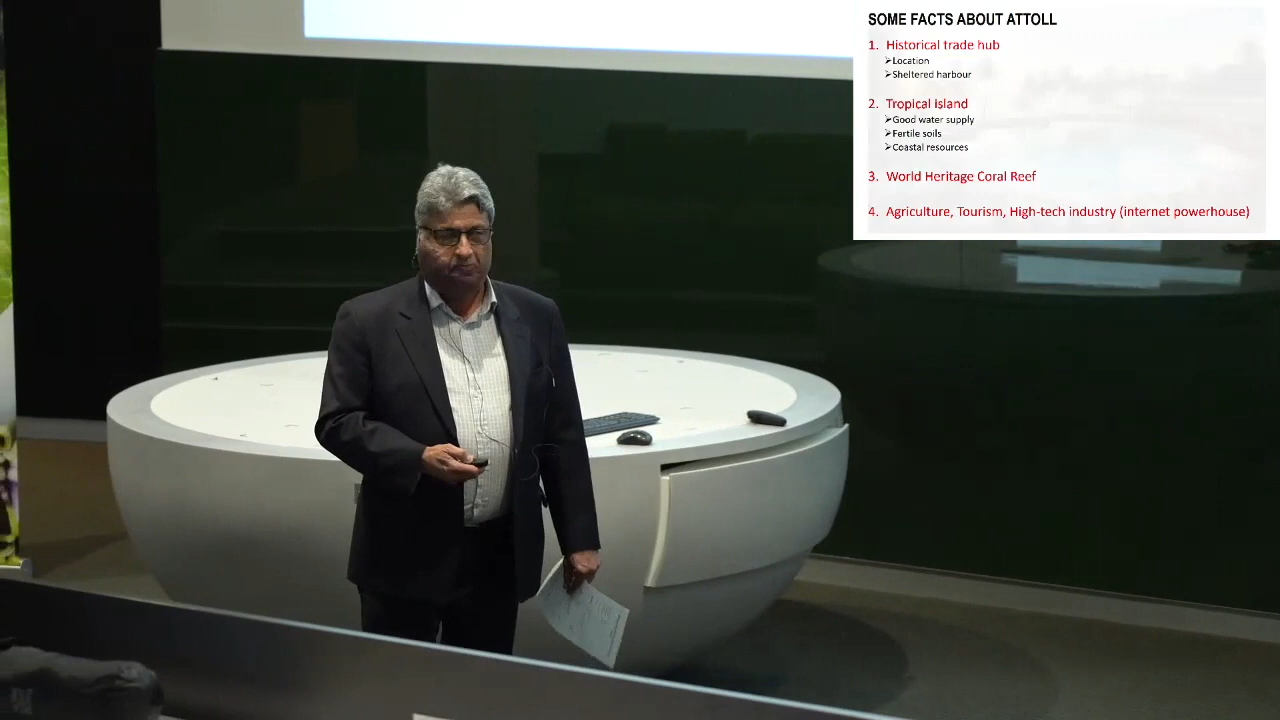 SOME FACTS ABOUT ATTOLL
1. Historical trade hub
➢Location
➢Sheltered harbour
2. Tropical island
➢Good water supply
➢Fertile soils
➢Coastal resources
3. World Heritage Coral Reef
4. Agriculture, Tourism, High-tech industry (internet powerhouse)